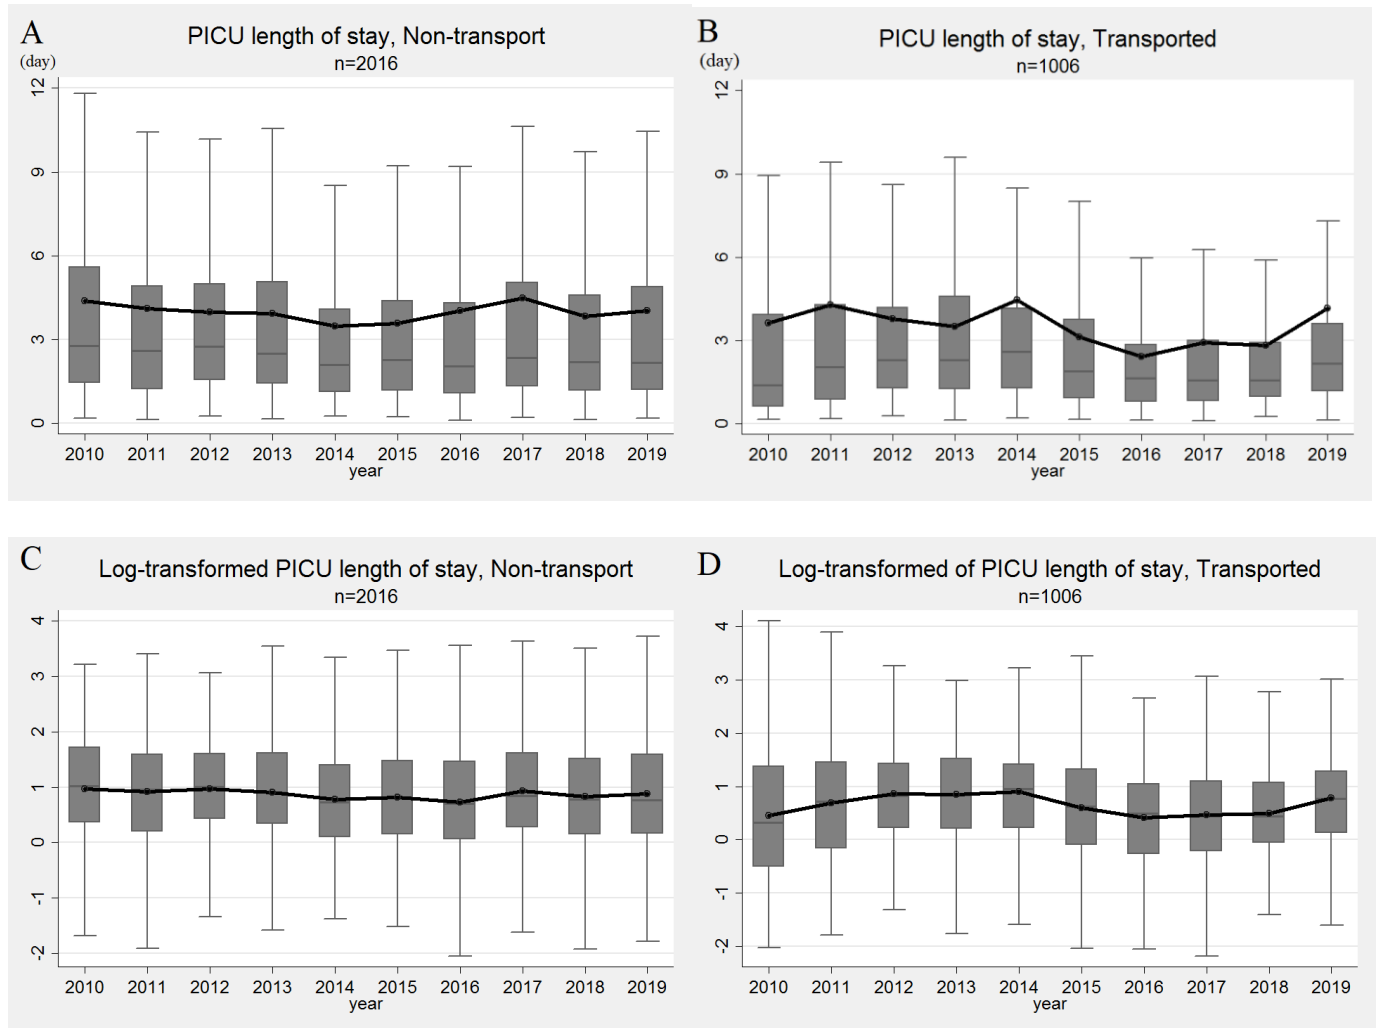 A
PICU length of stay, Non-transport
(day)
n=2016
12
9
6
3
0
2010 2011 2012 2013 2014 2015 2016 2017 2018 2019
year
B
PICU length of stay, Transported
(day)
n=1006
12
9
6
3
0
2010 2011 2012 2013 2014 2015 2016 2017 2018 2019
year
C
Log-transformed PICU length of stay, Non-transport
n=2016
4
3
2
1
0
-1
-2
2010 2011 2012 2013 2014 2015 2016 2017 2018 2019
year
D
Log-transformed of PICU length of stay, Transported
n=1006
4
3
2
1
0
-1
-2
2010 2011 2012 2013 2014 2015 2016 2017 2018 2019
year